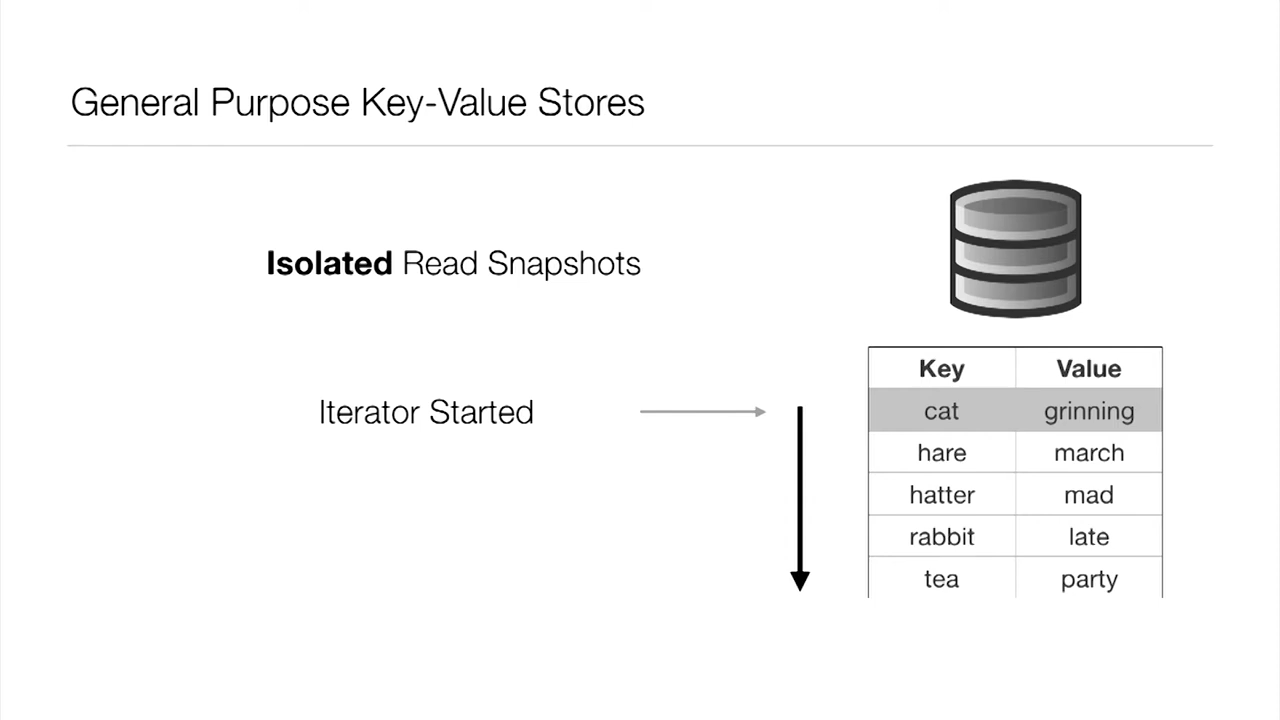 General Purpose Key-Value Stores
Isolated Read Snapshots
Iterator Started
Key Value
cat grinning
hare march
hatter mad
rabbit late
tea party